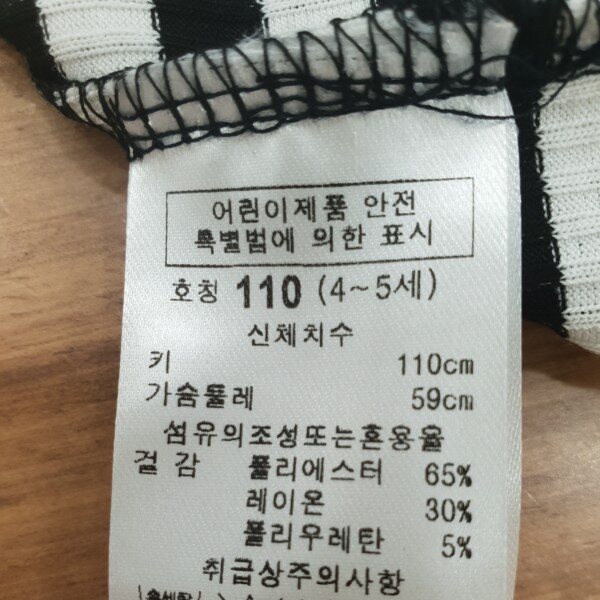 어린이제품 안전
특별법에 의한 표시
호칭 110 (4~5세)
신체치수
키 110cm
가슴둘레 59cm
섬유의조성또는혼용율
겉감 폴리에스터 65%
레이온 30%
폴리우레탄 5%
취급상주의사항